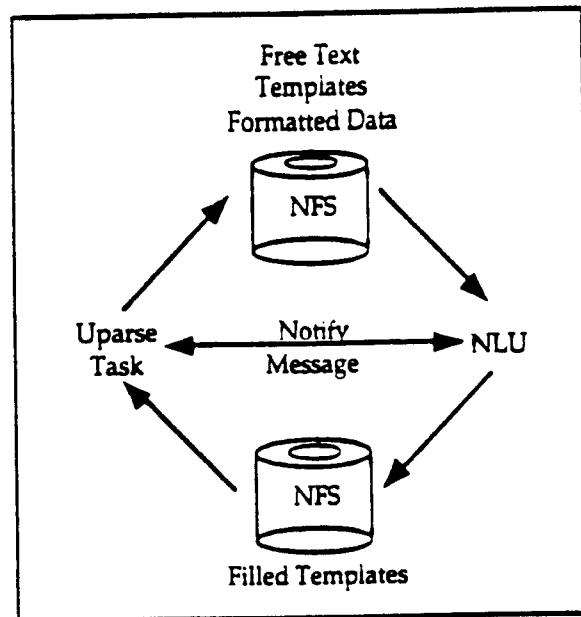 Free Text
Templates
Formatted Data
NFS
Uparse
Task
Notify
Message
NLU
NFS
Filled Templates